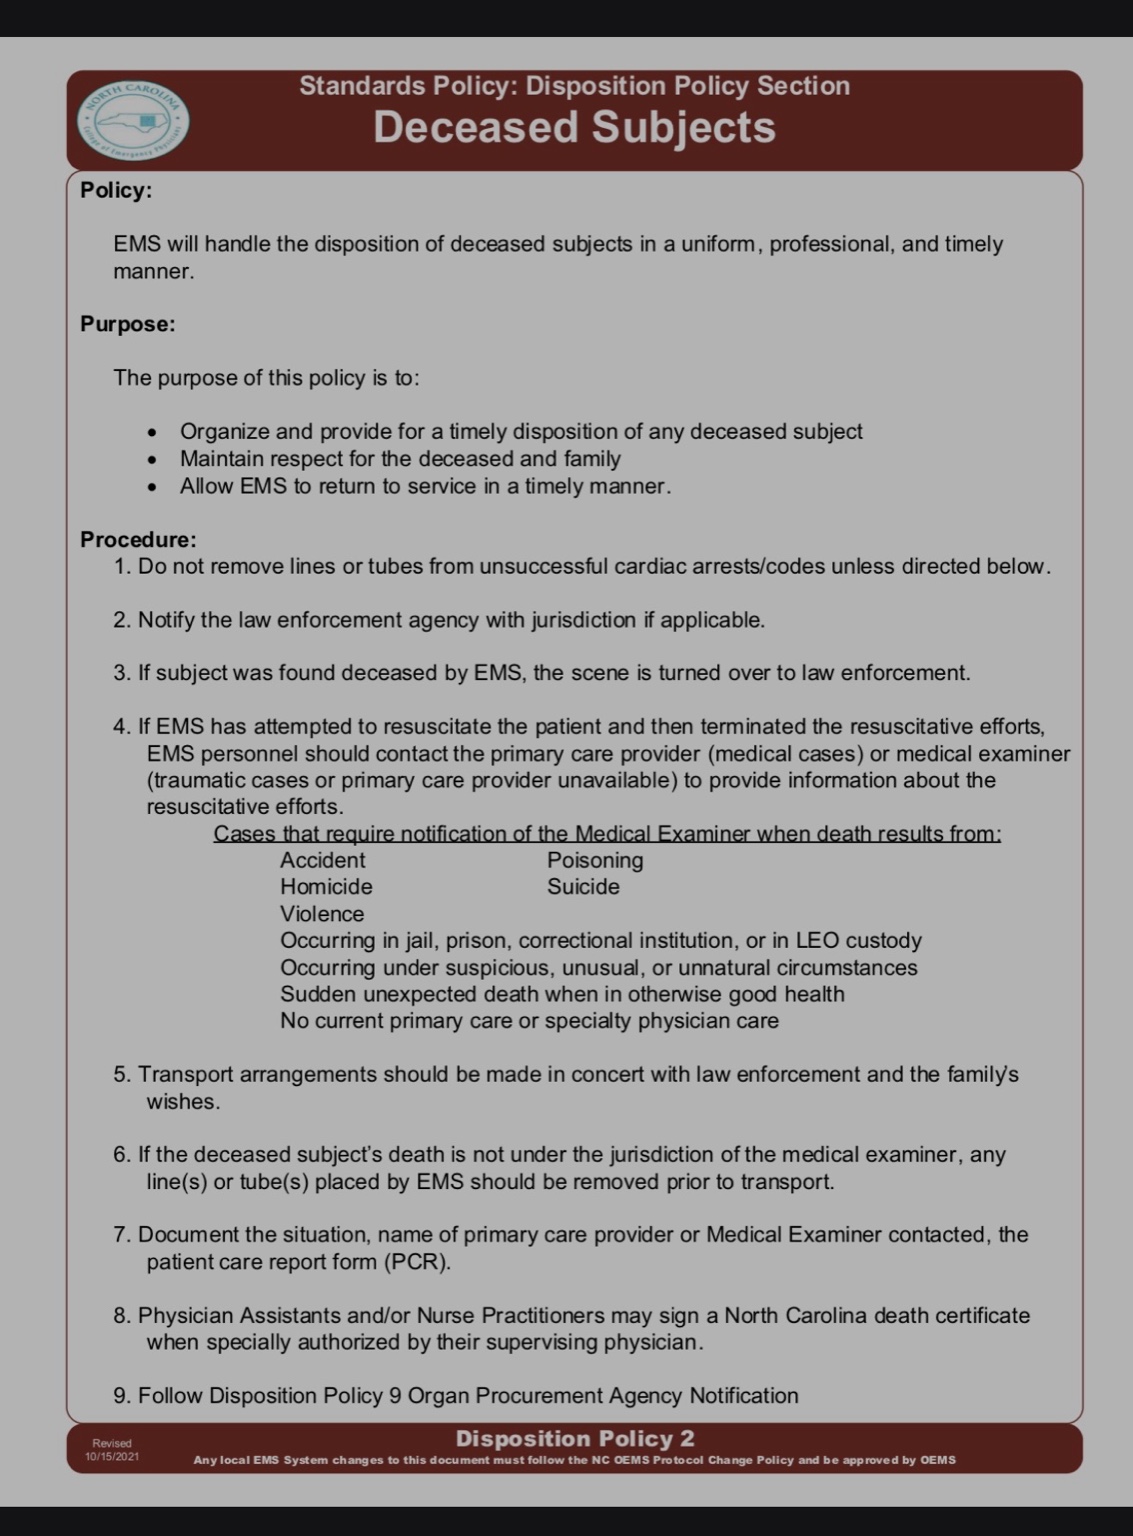 Standards Policy: Disposition Policy Section
Deceased Subjects
NORTH CAROLINA
College of Emergency Physicians
Policy:
EMS will handle the disposition of deceased subjects in a uniform, professional, and timely
manner.
Purpose:
The purpose of this policy is to:
• Organize and provide for a timely disposition of any deceased subject
• Maintain respect for the deceased and family
• Allow EMS to return to service in a timely manner.
Procedure:
1. Do not remove lines or tubes from unsuccessful cardiac arrests/codes unless directed below.
2. Notify the law enforcement agency with jurisdiction if applicable.
3. If subject was found deceased by EMS, the scene is turned over to law enforcement.
4. If EMS has attempted to resuscitate the patient and then terminated the resuscitative efforts,
EMS personnel should contact the primary care provider (medical cases) or medical examiner
(traumatic cases or primary care provider unavailable) to provide information about the
resuscitative efforts.
Cases that require notification of the Medical Examiner when death results from:
Accident Poisoning
Homicide Suicide
Violence
Occurring in jail, prison, correctional institution, or in LEO custody
Occurring under suspicious, unusual, or unnatural circumstances
Sudden unexpected death when in otherwise good health
No current primary care or specialty physician care
5. Transport arrangements should be made in concert with law enforcement and the family's
wishes.
6. If the deceased subject's death is not under the jurisdiction of the medical examiner, any
line(s) or tube(s) placed by EMS should be removed prior to transport.
7. Document the situation, name of primary care provider or Medical Examiner contacted, the
patient care report form (PCR).
8. Physician Assistants and/or Nurse Practitioners may sign a North Carolina death certificate
when specially authorized by their supervising physician.
9. Follow Disposition Policy 9 Organ Procurement Agency Notification
Revised
10/15/2021
Disposition Policy 2
Any local EMS System changes to this document must follow the NC OEMS Protocol Change Policy and be approved by OEMS